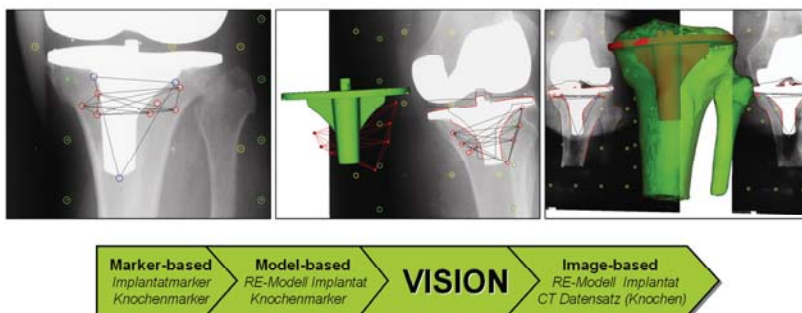 Marker-based
Implantatmarker
Knochenmarker
Model-based
RE-Modell Implantat
Knochenmarker
VISION
Image-based
RE-Modell Implantat
CT Datensatz (Knochen)